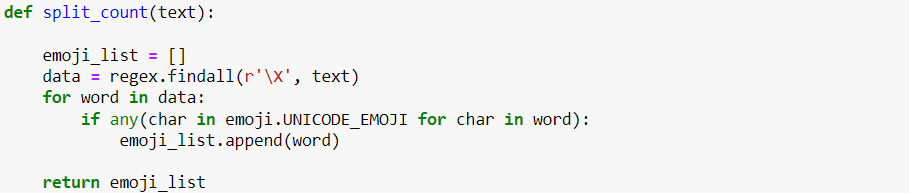 def split_count(text):
    emoji_list = []
    data = regex.findall(r'\X', text)
    for word in data:
        if any(char in emoji.UNICODE_EMOJI for char in word):
            emoji_list.append(word)
    return emoji_list